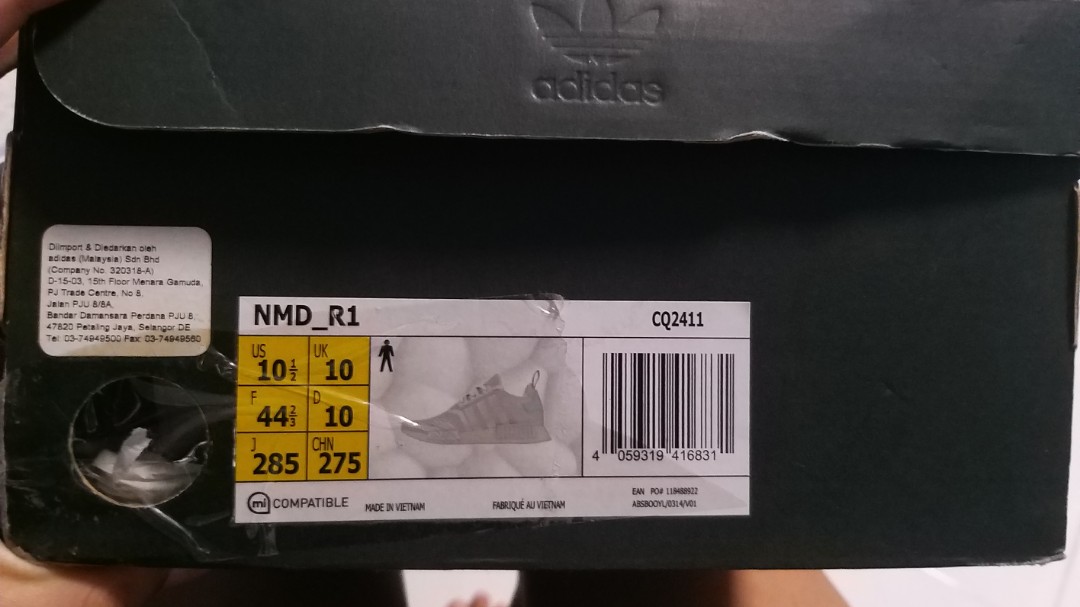 adidas
Diimport & Diedarkan oleh
adidas (Malaysia) Sdn Bhd
(Company No. 320318-A)
D-15-03, 15th Floor Menara Gamuda,
PJ Trade Centre, No 8,
Jalan PJU 8/8A,
Bandar Damansara Perdana PJU 8
47820 Petaling Jaya, Selangor DE
Tel: 03-74949500 Fax: 03-74949560
NMD_R1
CQ2411
US 10½ UK 10
F 44⅔ D 10
J 285 CHN 275
4 059319 416831
mi COMPATIBLE
MADE IN VIETNAM
FABRIQUÉ AU VIETNAM
EAN PO# 118488922
ABSBOOYL/0314/V01